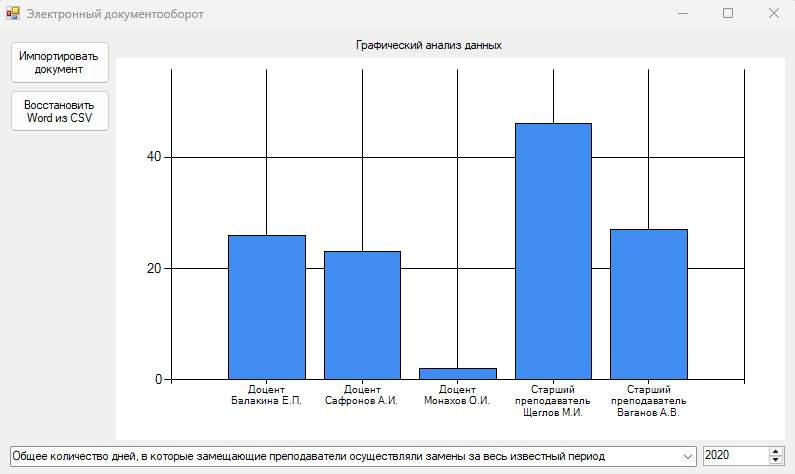 Электронный документооборот
Импортировать
документ
Восстановить
Word из CSV
Графический анализ данных
40
20
0
Доцент
Балакина Е.П.
Доцент
Сафронов А.И.
Доцент
Монахов О.И.
Старший
преподаватель
Щеглов М.И.
Старший
преподаватель
Ваганов А.В.
Общее количество дней, в которые замещающие преподаватели осуществляли замены за весь известный период
2020